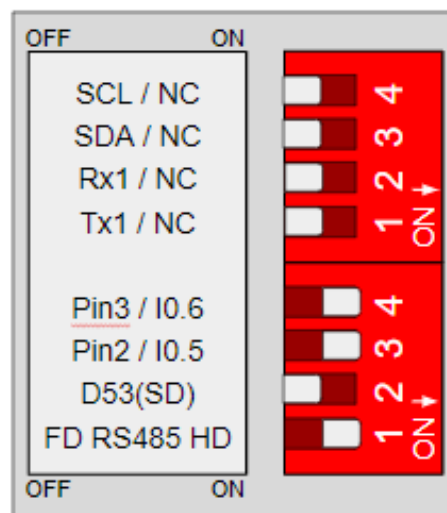 OFF ON
SCL / NC
SDA / NC
Rx1 / NC
Tx1 / NC
Pin3 / I0.6
Pin2 / I0.5
D53(SD)
FD RS485 HD
OFF ON
4
3
2
1
ON
4
3
2
1
ON